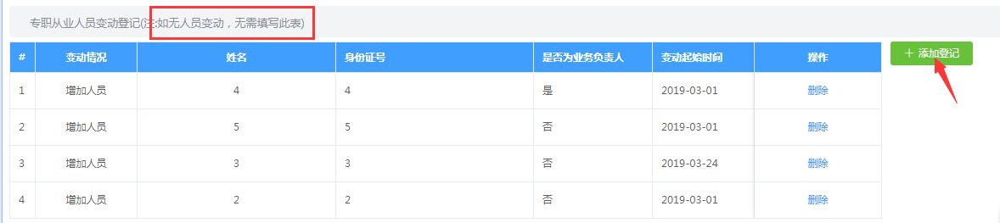 专职从业人员变动登记(注:如无人员变动，无需填写此表)
# 变动情况 姓名 身份证号 是否为业务负责人 变动起始时间 操作
+ 添加登记
1 增加人员 4 4 是 2019-03-01 删除
2 增加人员 5 5 否 2019-03-01 删除
3 增加人员 3 3 否 2019-03-24 删除
4 增加人员 2 2 否 2019-03-01 删除